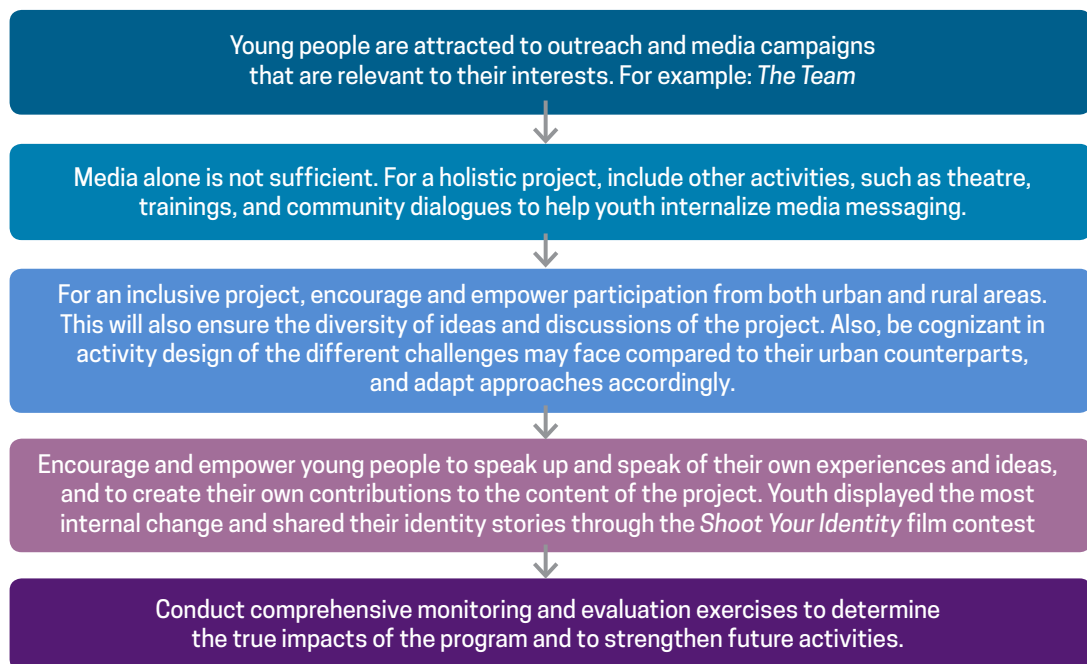 Young people are attracted to outreach and media campaigns
that are relevant to their interests. For example: The Team
Media alone is not sufficient. For a holistic project, include other activities, such as theatre,
trainings, and community dialogues to help youth internalize media messaging.
For an inclusive project, encourage and empower participation from both urban and rural areas.
This will also ensure the diversity of ideas and discussions of the project. Also, be cognizant in
activity design of the different challenges may face compared to their urban counterparts,
and adapt approaches accordingly.
Encourage and empower young people to speak up and speak of their own experiences and ideas,
and to create their own contributions to the content of the project. Youth displayed the most
internal change and shared their identity stories through the Shoot Your Identity film contest
Conduct comprehensive monitoring and evaluation exercises to determine
the true impacts of the program and to strengthen future activities.